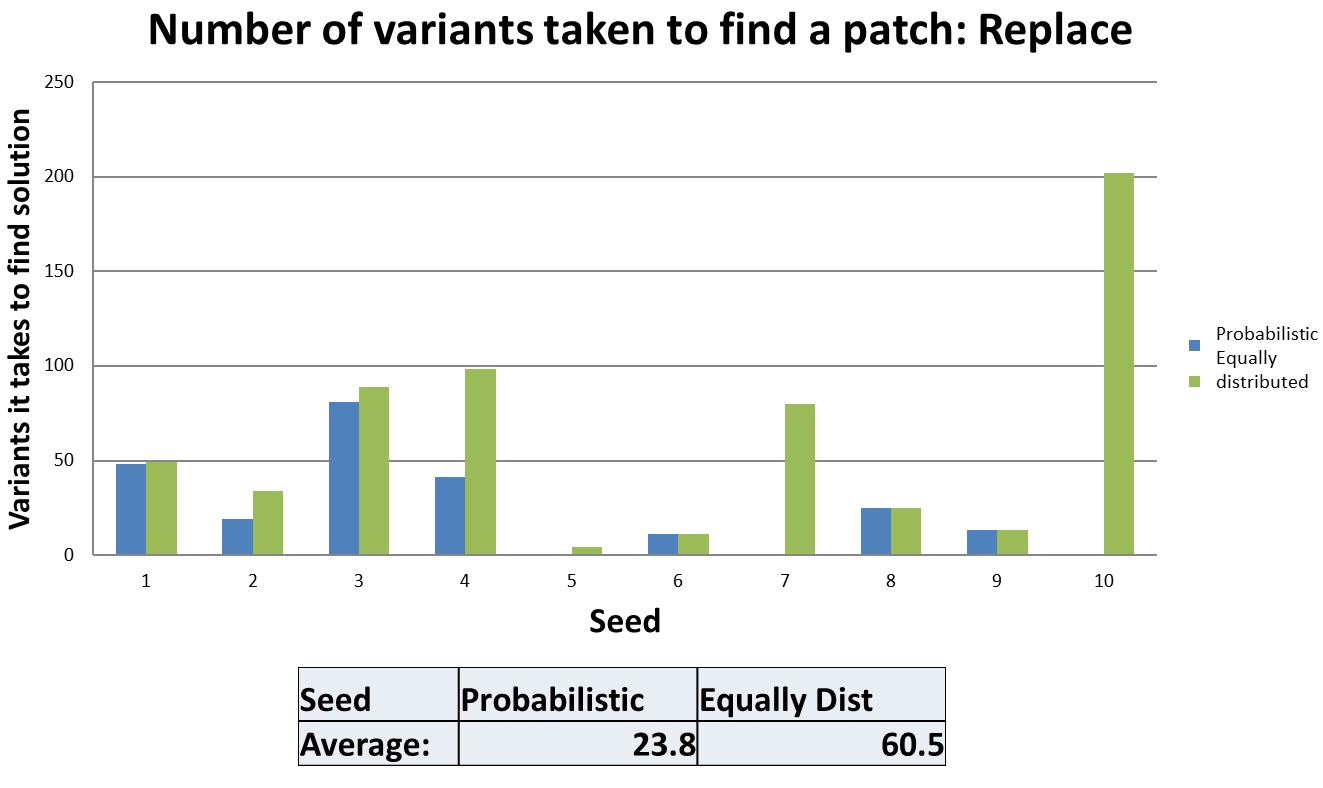 Number of variants taken to find a patch: Replace
Variants it takes to find solution
250
200
150
100
50
0
1 2 3 4 5 6 7 8 9 10
Seed
Probabilistic
Equally
distributed
Seed Probabilistic Equally Dist
Average: 23.8 60.5